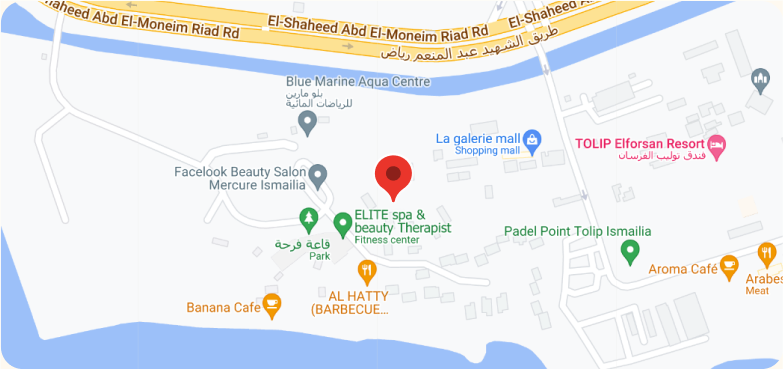 Shaheed Abd El-Moneim Riad Rd
El-Shaheed Abd El-Moneim Riad Rd
El-Shaheed
طريق الشهيد عبد المنعم رياض
Blue Marine Aqua Centre
بلو مارين
للرياضات المائية
La galerie mall
Shopping mall
TOLIP Elforsan Resort
فندق توليب الفرسان
Facelook Beauty Salon
Mercure Ismailia
ELITE spa &
beauty Therapist
Fitness center
قاعة فرحة
Park
Padel Point Tolip Ismailia
Aroma Café
Arabes
Meat
AL HATTY
(BARBECUE...
Banana Cafe